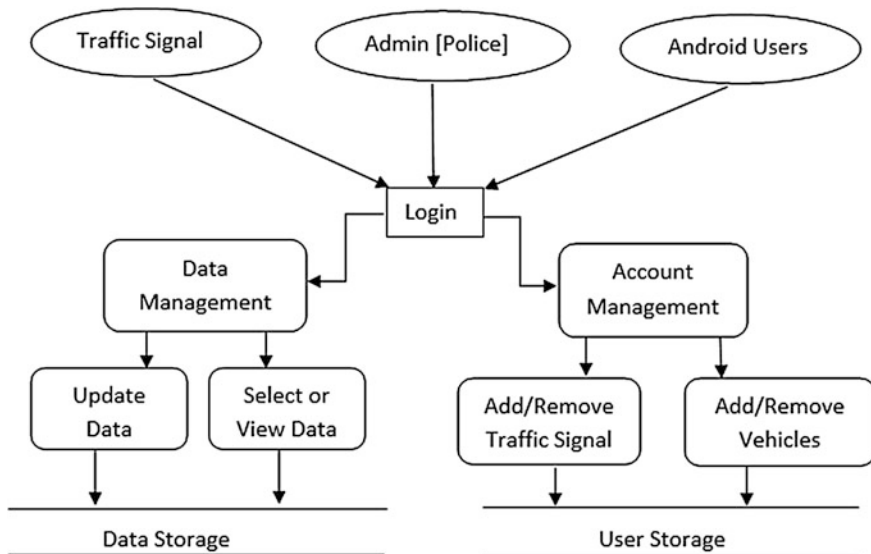 Traffic Signal
Admin [Police]
Android Users
Login
Data
Management
Account
Management
Update
Data
Select or
View Data
Add/Remove
Traffic Signal
Add/Remove
Vehicles
Data Storage
User Storage